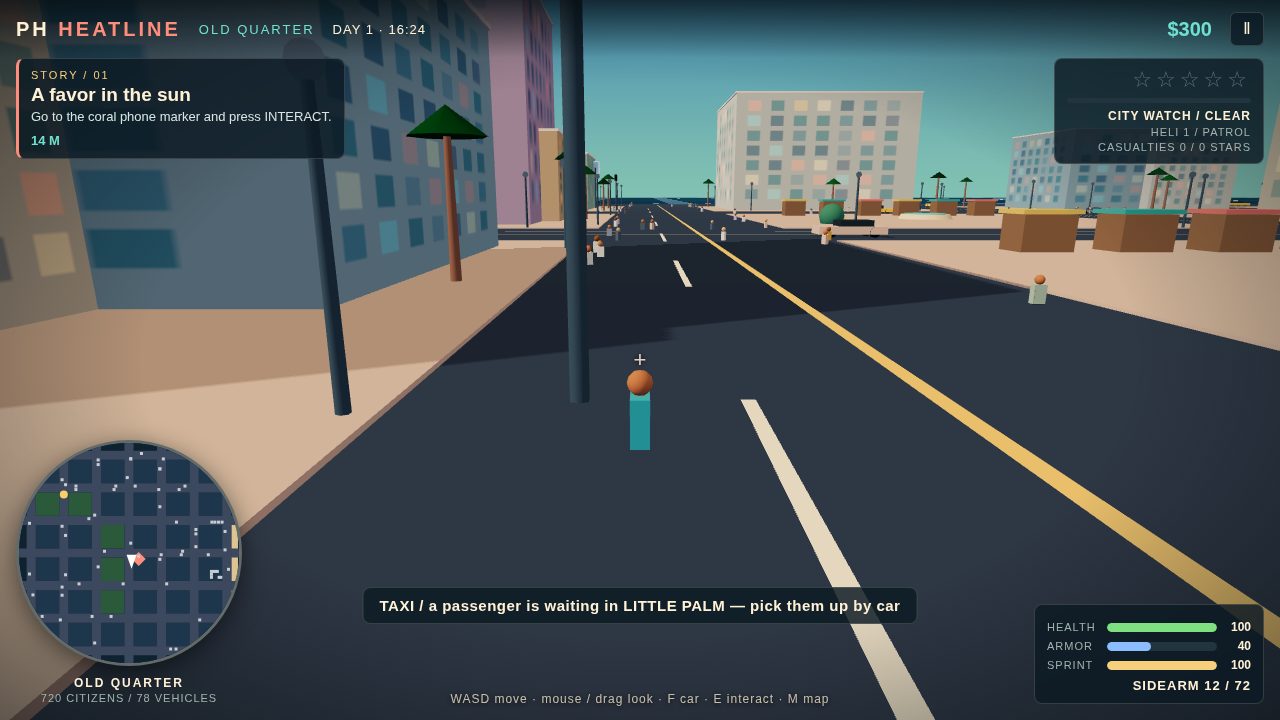 PH HEATLINE OLD QUARTER DAY 1 · 16:24
$300 II
STORY / 01
A favor in the sun
Go to the coral phone marker and press INTERACT.
14 M
☆☆☆☆☆
CITY WATCH / CLEAR
HELI 1 / PATROL
CASUALTIES 0 / 0 STARS
TAXI / a passenger is waiting in LITTLE PALM — pick them up by car
HEALTH 100
ARMOR 40
SPRINT 100
SIDEARM 12 / 72
OLD QUARTER
720 CITIZENS / 78 VEHICLES
WASD move · mouse / drag look · F car · E interact · M map